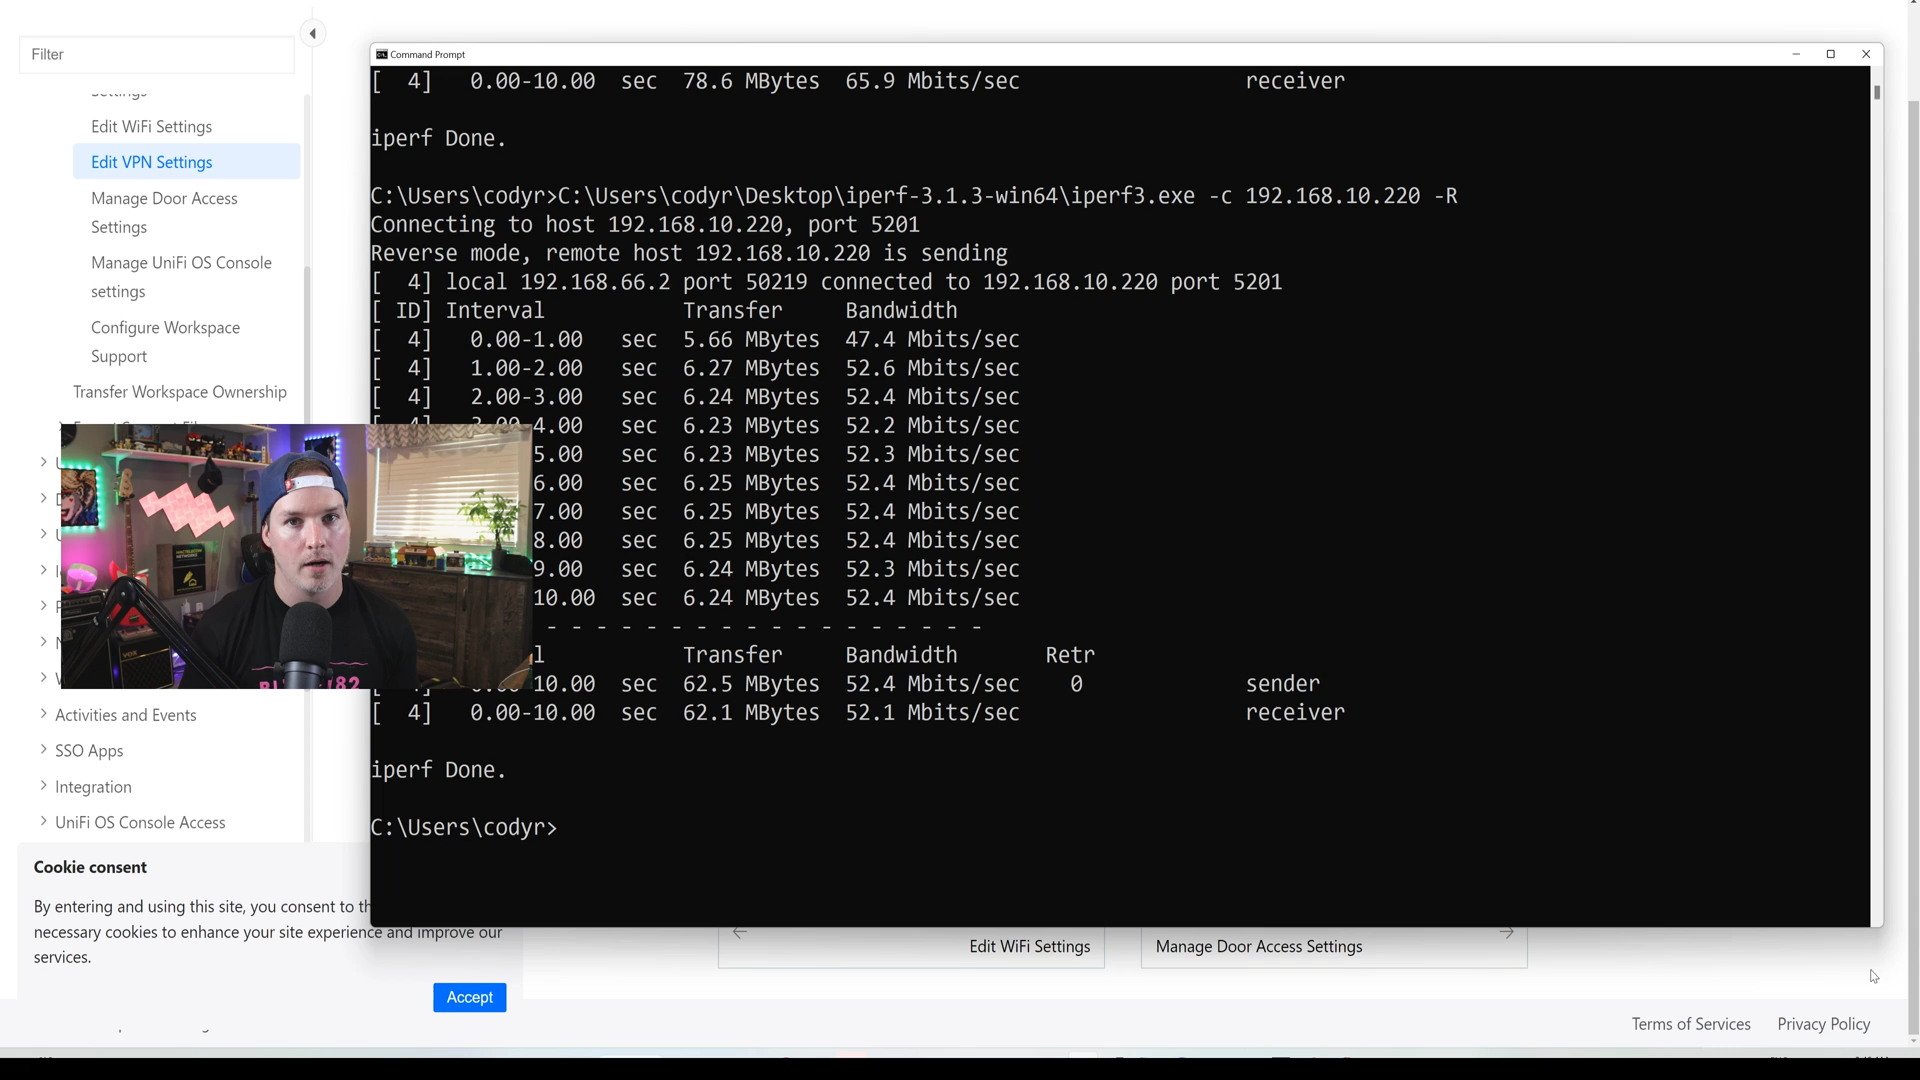 Filter
Settings
Edit WiFi Settings
Edit VPN Settings
Manage Door Access
Settings
Manage UniFi OS Console
settings
Configure Workspace
Support
Transfer Workspace Ownership
Activities and Events
SSO Apps
Integration
UniFi OS Console Access
Cookie consent
By entering and using this site, you consent to th
necessary cookies to enhance your site experience and improve our
services.
Accept
Command Prompt
[ 4] 0.00-10.00 sec 78.6 MBytes 65.9 Mbits/sec receiver
iperf Done.
C:\Users\codyr>C:\Users\codyr\Desktop\iperf-3.1.3-win64\iperf3.exe -c 192.168.10.220 -R
Connecting to host 192.168.10.220, port 5201
Reverse mode, remote host 192.168.10.220 is sending
[ 4] local 192.168.66.2 port 50219 connected to 192.168.10.220 port 5201
[ ID] Interval Transfer Bandwidth
[ 4] 0.00-1.00 sec 5.66 MBytes 47.4 Mbits/sec
[ 4] 1.00-2.00 sec 6.27 MBytes 52.6 Mbits/sec
[ 4] 2.00-3.00 sec 6.24 MBytes 52.4 Mbits/sec
[ 4] 3.00-4.00 sec 6.23 MBytes 52.2 Mbits/sec
5.00 sec 6.23 MBytes 52.3 Mbits/sec
6.00 sec 6.25 MBytes 52.4 Mbits/sec
7.00 sec 6.25 MBytes 52.4 Mbits/sec
8.00 sec 6.25 MBytes 52.4 Mbits/sec
9.00 sec 6.24 MBytes 52.3 Mbits/sec
10.00 sec 6.24 MBytes 52.4 Mbits/sec
- - - - - - - - - - - - - - - - - -
l Transfer Bandwidth Retr
[ 4] 0.00-10.00 sec 62.5 MBytes 52.4 Mbits/sec 0 sender
[ 4] 0.00-10.00 sec 62.1 MBytes 52.1 Mbits/sec receiver
iperf Done.
C:\Users\codyr>
VOX
Edit WiFi Settings
Manage Door Access Settings
Terms of Services
Privacy Policy